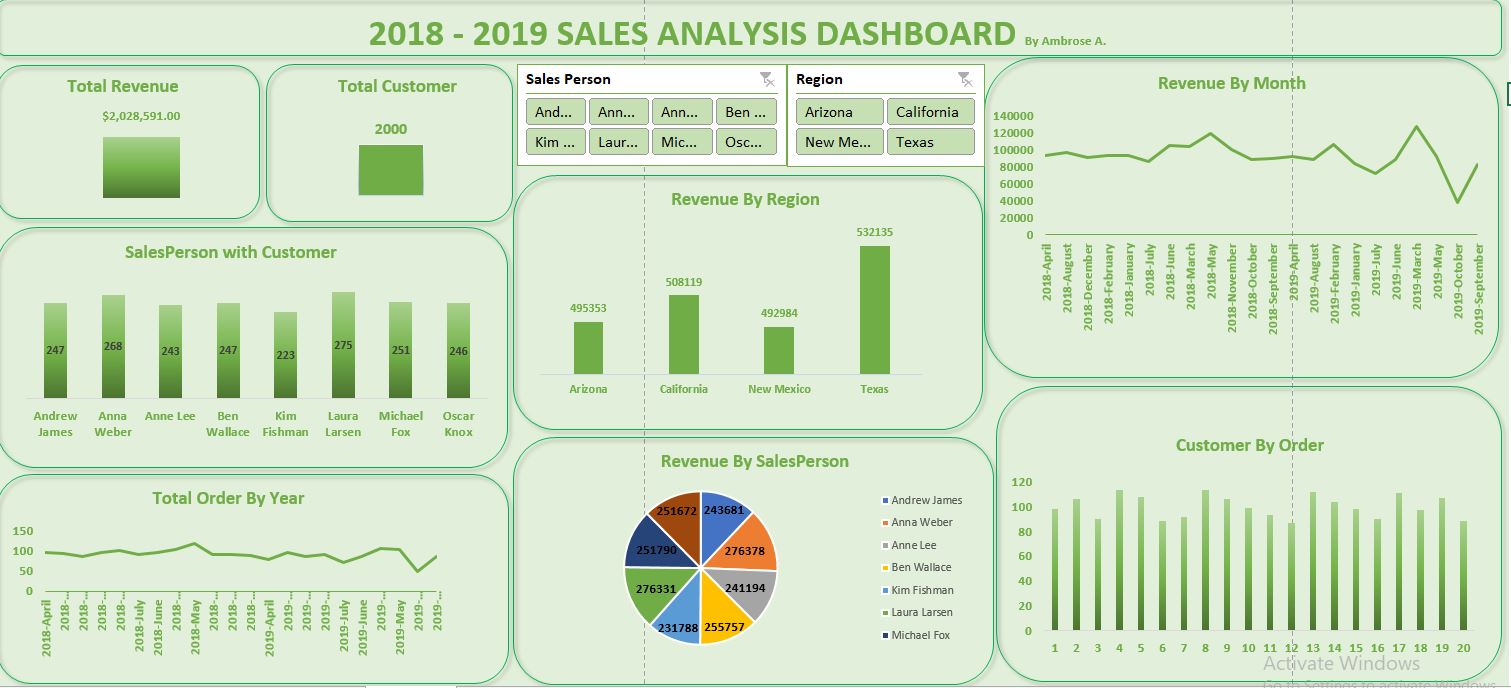 2018 - 2019 SALES ANALYSIS DASHBOARD By Ambrose A.
Total Revenue
$2,028,591.00
Total Customer
2000
Sales Person
And... Ann... Ann... Ben ...
Kim ... Laur... Mic... Osc...
Region
Arizona California
New Me... Texas
Revenue By Month
140000
120000
100000
80000
60000
40000
20000
0
2018-April
2018-August
2018-December
2018-February
2018-January
2018-July
2018-June
2018-March
2018-May
2018-November
2018-October
2018-September
2019-April
2019-August
2019-February
2019-January
2019-July
2019-June
2019-March
2019-May
2019-October
2019-September
SalesPerson with Customer
247 268 243 247 223 275 251 246
Andrew James
Anna Weber
Anne Lee
Ben Wallace
Kim Fishman
Laura Larsen
Michael Fox
Oscar Knox
Revenue By Region
495353 508119 492984 532135
Arizona California New Mexico Texas
Total Order By Year
150
100
50
0
2018-April
2018-...
2018-...
2018-...
2018-...
2018-July
2018-June
2018-...
2018-May
2018-...
2018-...
2018-...
2019-April
2019-...
2019-...
2019-...
2019-July
2019-June
2019-...
2019-May
2019-...
2019-...
Revenue By SalesPerson
251672 243681
251790 276378
276331 241194
231788 255757
Andrew James
Anna Weber
Anne Lee
Ben Wallace
Kim Fishman
Laura Larsen
Michael Fox
Customer By Order
120
100
80
60
40
20
0
1 2 3 4 5 6 7 8 9 10 11 12 13 14 15 16 17 18 19 20
Activate Windows
Go to Settings to activate Windows.